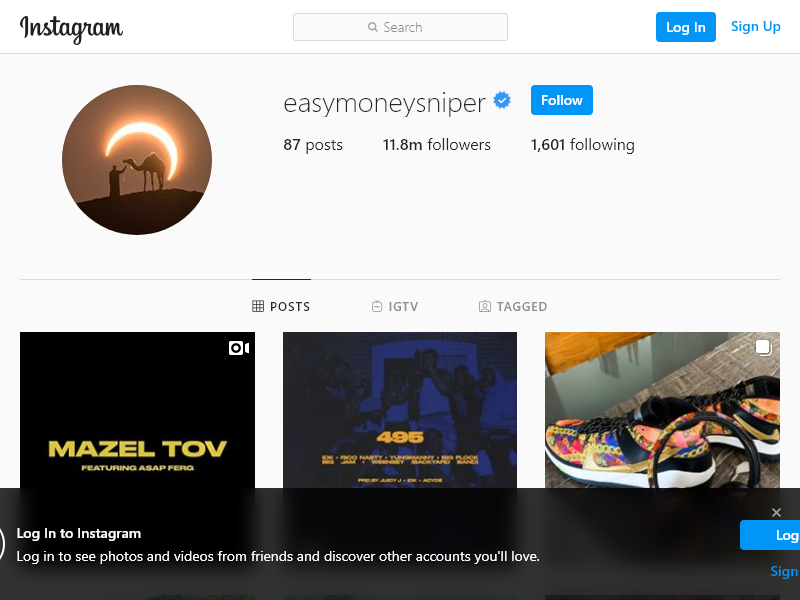 Instagram
Search
Log In
Sign Up
easymoneysniper
Follow
87 posts
11.8m followers
1,601 following
POSTS
IGTV
TAGGED
MAZEL TOV
FEATURING ASAP FERG
495
IDK • RICO NASTY • YUNGMANNY • BIG FLOCK
BIG JAM • WEENSEY BACKYARD BAND
PRO BY JUICY J • IDK • ACYDE
Log In to Instagram
Log in to see photos and videos from friends and discover other accounts you'll love.
Log
Sign